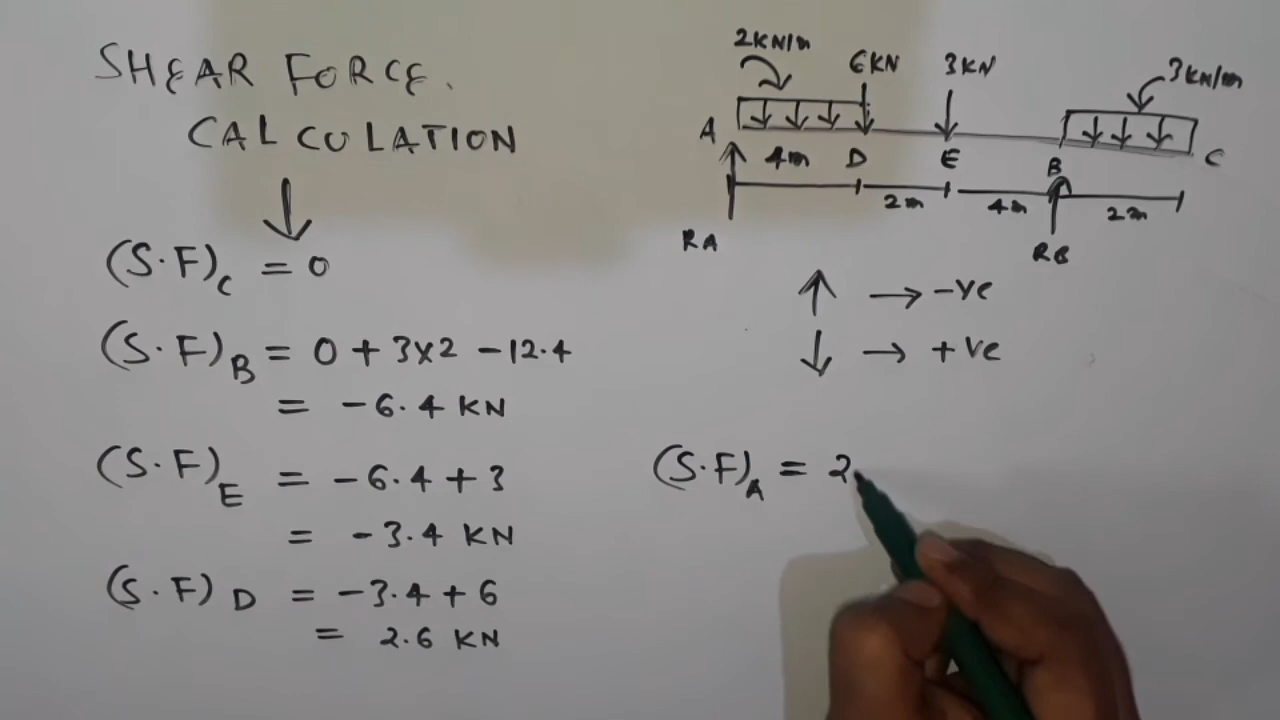 SHEAR FORCE.
CALCULATION
(S.F)C = 0
(S.F)B = 0 + 3x2 - 12.4
= - 6.4 KN
(S.F)E = - 6.4 + 3
= - 3.4 KN
(S.F)D = - 3.4 + 6
= 2.6 KN
2KN/m 6KN 3KN 3KN/m
A 4m D E B C
2m 4m 2m
RA RB
↑ → -ve
↓ → +ve
(S.F)A = 2